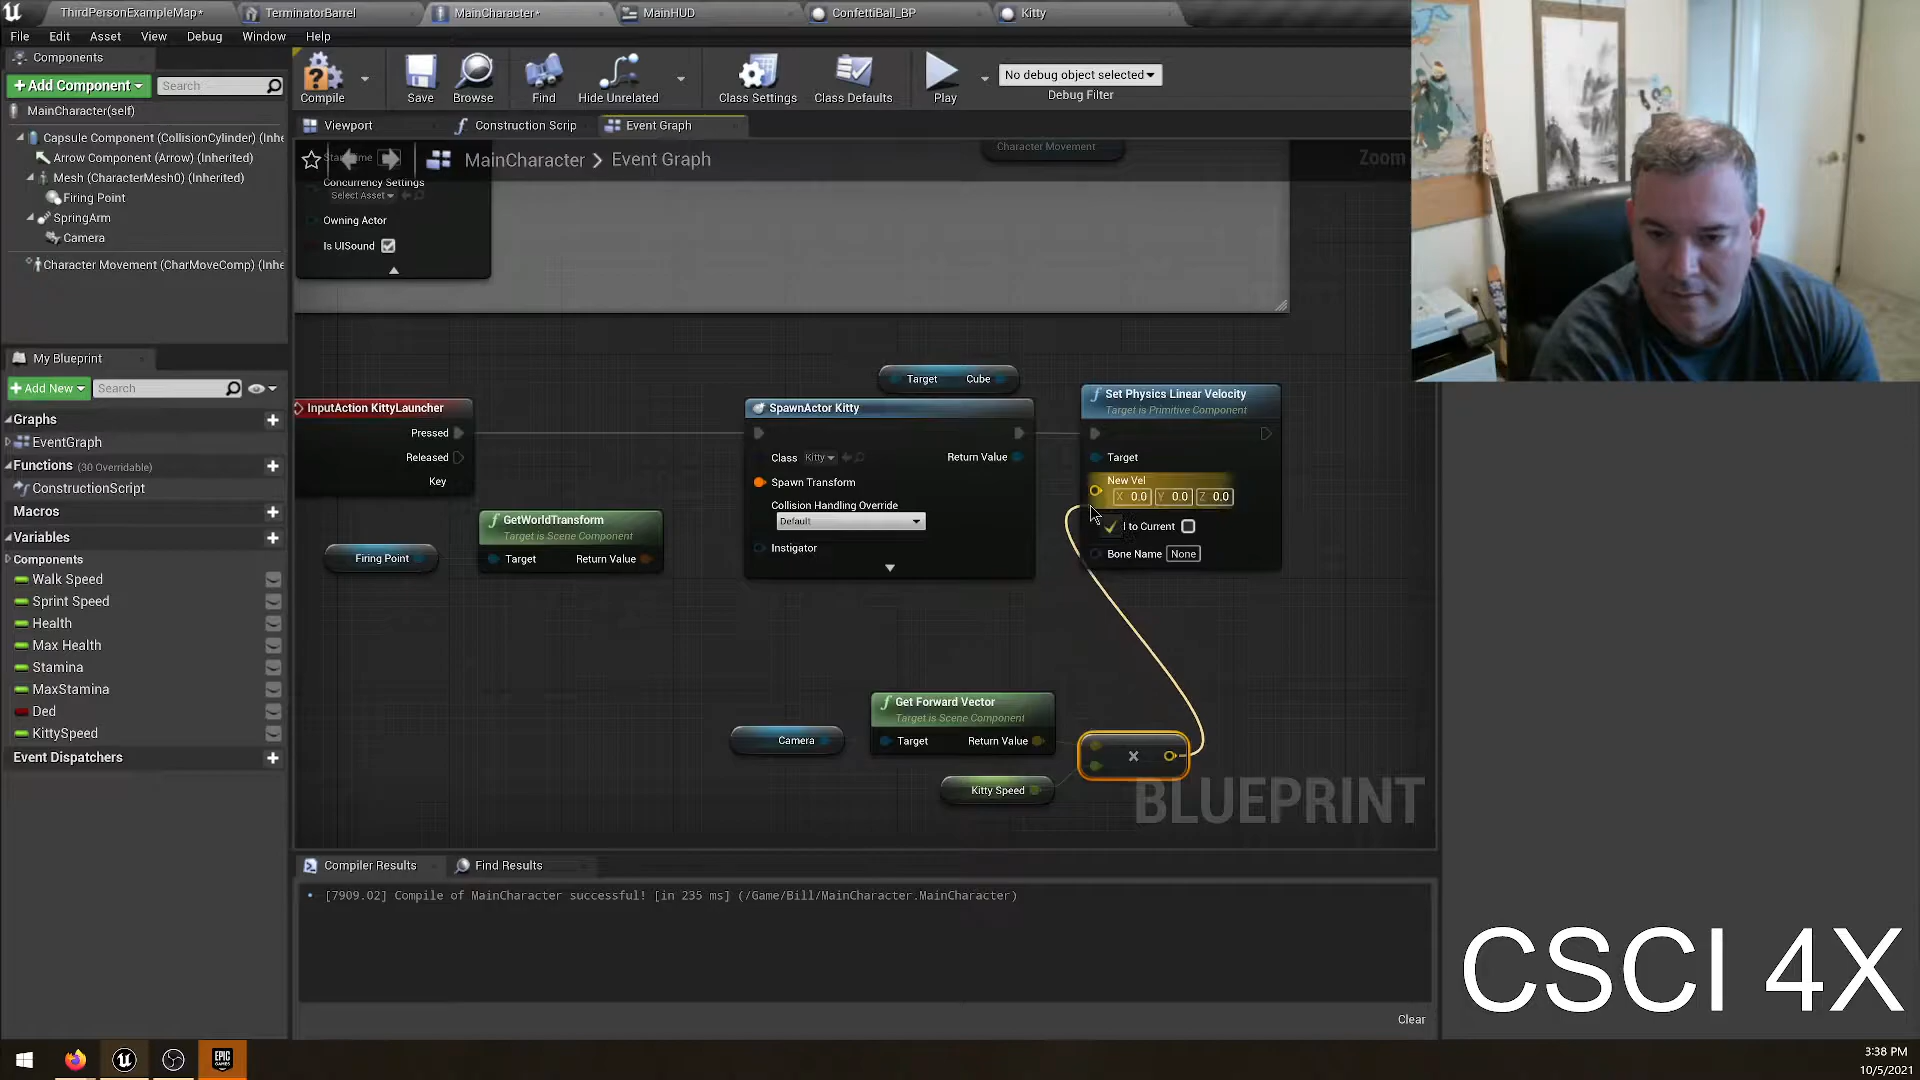 ThirdPersonExampleMap*
TerminatorBarrel
MainCharacter*
MainHUD
ConfettiBall_BP
Kitty
File Edit Asset View Debug Window Help
Components
+ Add Component
Search
MainCharacter(self)
Capsule Component (CollisionCylinder) (Inhe
Arrow Component (Arrow) (Inherited)
Mesh (CharacterMesh0) (Inherited)
Firing Point
SpringArm
Camera
Character Movement (CharMoveComp) (Inhe
Compile
Save
Browse
Find
Hide Unrelated
Class Settings
Class Defaults
Play
No debug object selected
Debug Filter
Viewport
Construction Scrip
Event Graph
MainCharacter > Event Graph
Zoom
Character Movement
Concurrency Settings
Select Asset
Owning Actor
Is UISound
My Blueprint
+ Add New
Search
Graphs
EventGraph
Functions (30 Overridable)
ConstructionScript
Macros
Variables
Components
Walk Speed
Sprint Speed
Health
Max Health
Stamina
MaxStamina
Ded
KittySpeed
Event Dispatchers
InputAction KittyLauncher
Pressed
Released
Key
Firing Point
GetWorldTransform
Target is Scene Component
Target Return Value
Target Cube
SpawnActor Kitty
Class Kitty
Return Value
Spawn Transform
Collision Handling Override
Default
Instigator
Set Physics Linear Velocity
Target is Primitive Component
Target
New Vel
X 0.0 Y 0.0 Z 0.0
to Current
Bone Name None
Camera
Get Forward Vector
Target is Scene Component
Target Return Value
Kitty Speed
BLUEPRINT
Compiler Results
Find Results
[7909.02] Compile of MainCharacter successful! [in 235 ms] (/Game/Bill/MainCharacter.MainCharacter)
Clear
CSCI 4X
EPIC
GAMES
3:38 PM
10/5/2021